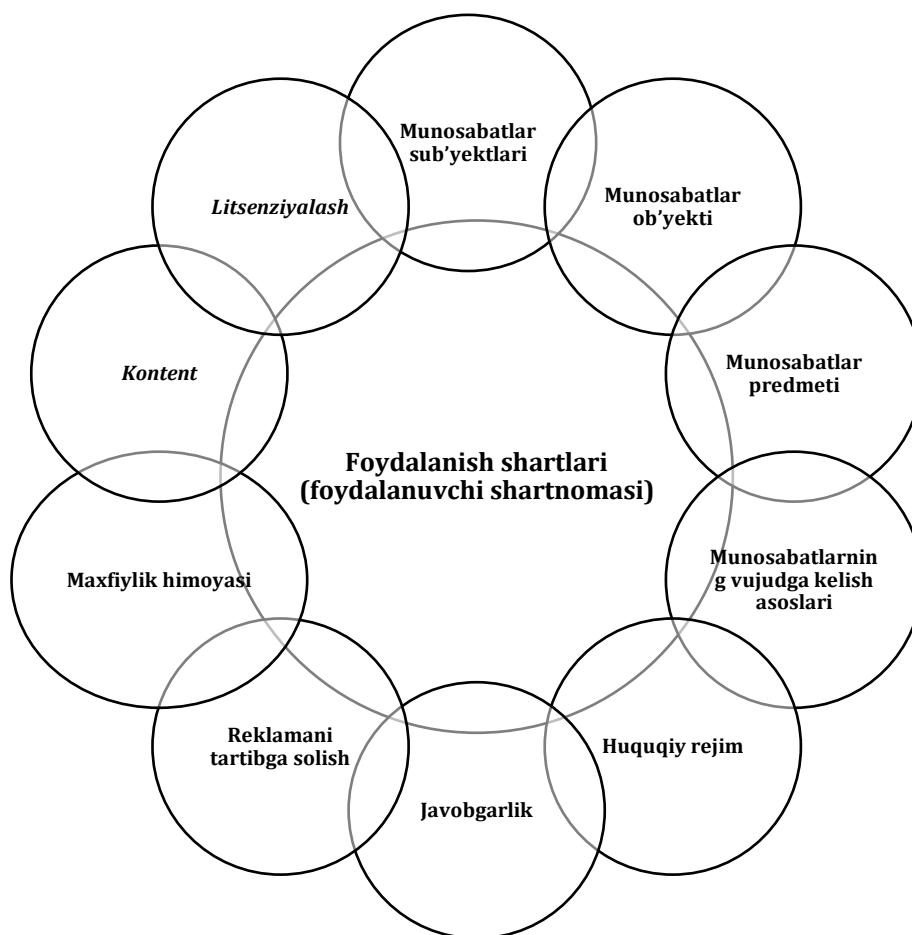 Munosabatlar
sub’yektlari
Munosabatlar
ob’yekti
Munosabatlar
predmeti
Munosabatlarnin
g vujudga kelish
asoslari
Huquqiy rejim
Javobgarlik
Reklamani
tartibga solish
Maxfiylik himoyasi
Kontent
Litsenziyalash
Foydalanish shartlari
(foydalanuvchi shartnomasi)